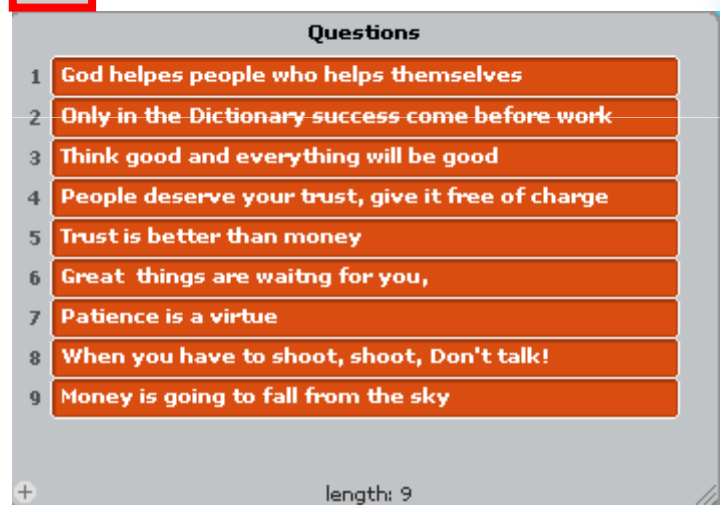 Questions
1 God helpes people who helps themselves
2 Only in the Dictionary success come before work
3 Think good and everything will be good
4 People deserve your trust, give it free of charge
5 Trust is better than money
6 Great things are waitng for you,
7 Patience is a virtue
8 When you have to shoot, shoot, Don't talk!
9 Money is going to fall from the sky
+ length: 9